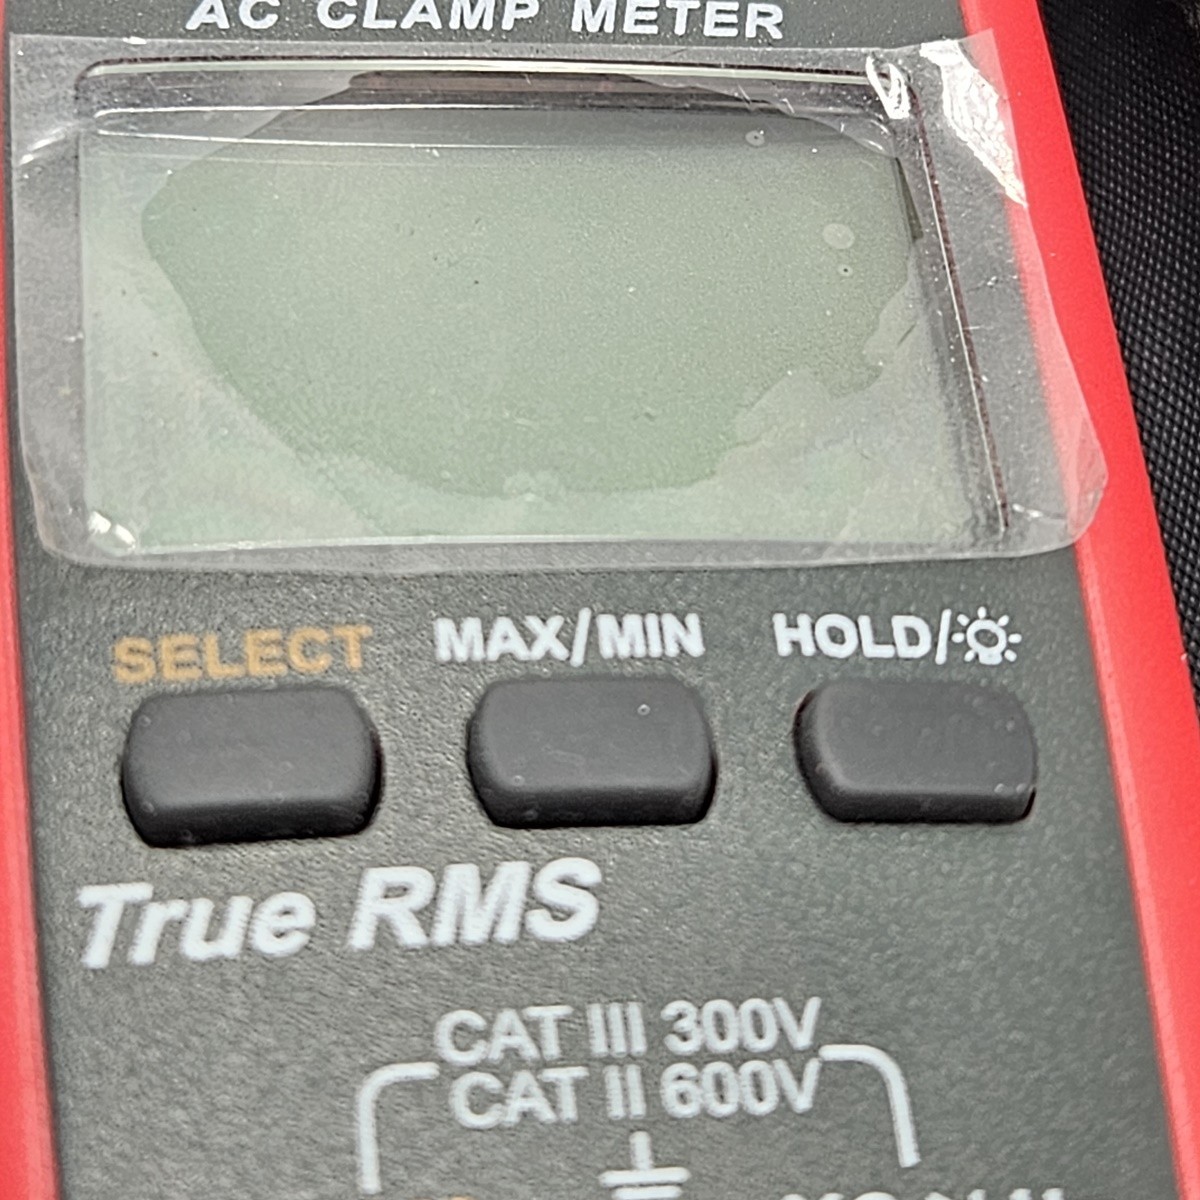 AC CLAMP METER
SELECT MAX/MIN HOLD/
True RMS
CAT III 300V
CAT II 600V